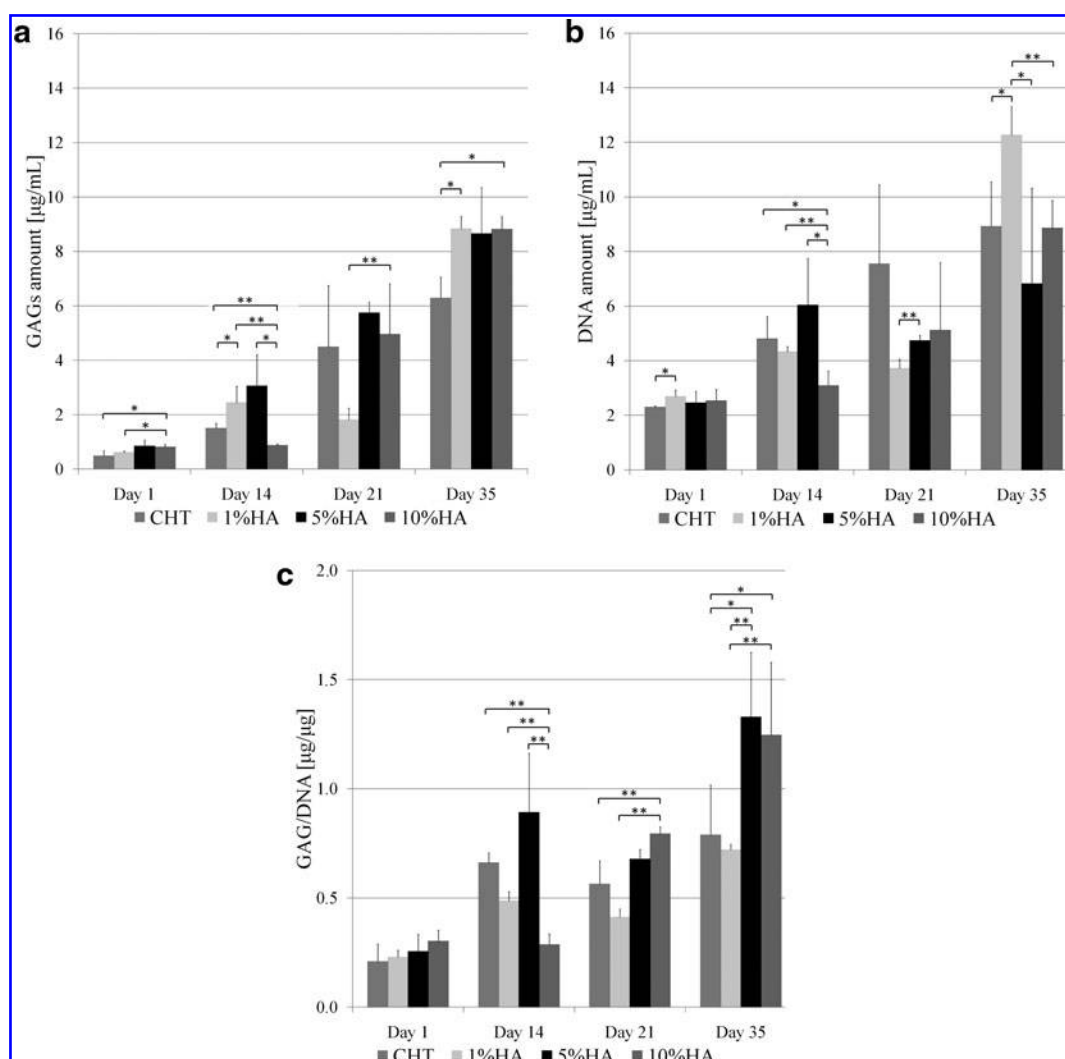 a
16
14
12
10
8
6
4
2
0
GAGs amount [µg/mL]
* * ** ** * * ** * *
Day 1 Day 14 Day 21 Day 35
CHT 1%HA 5%HA 10%HA
b
16
14
12
10
8
6
4
2
0
DNA amount [µg/mL]
* * ** * ** * * **
Day 1 Day 14 Day 21 Day 35
CHT 1%HA 5%HA 10%HA
c
2.0
1.5
1.0
0.5
0.0
GAG/DNA [µg/µg]
** ** ** ** ** * * ** **
Day 1 Day 14 Day 21 Day 35
CHT 1%HA 5%HA 10%HA